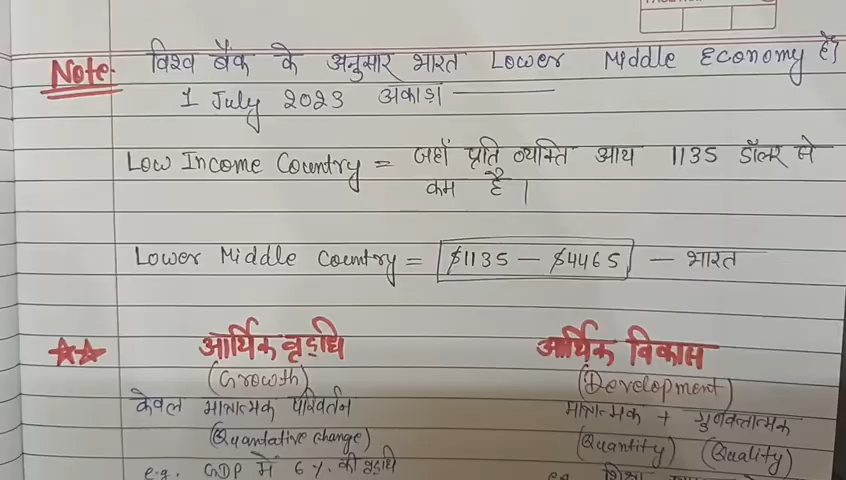 Note- विश्व बैंक के अनुसार भारत Lower Middle Economy है।
1 July 2023
Low Income Country = जहाँ प्रति व्यक्ति आय 1135 डॉलर से
कम है।
Lower Middle Country = $1135 – $4465 – भारत
आर्थिक वृद्धि आर्थिक विकास
(Growth) (Development)
केवल मात्रात्मक परिवर्तन मात्रात्मक + गुणवत्तात्मक
(Quantative change) (Quantity) (Quality)
e.g. GDP में 6%. की वृद्धि e.g. शिक्षा